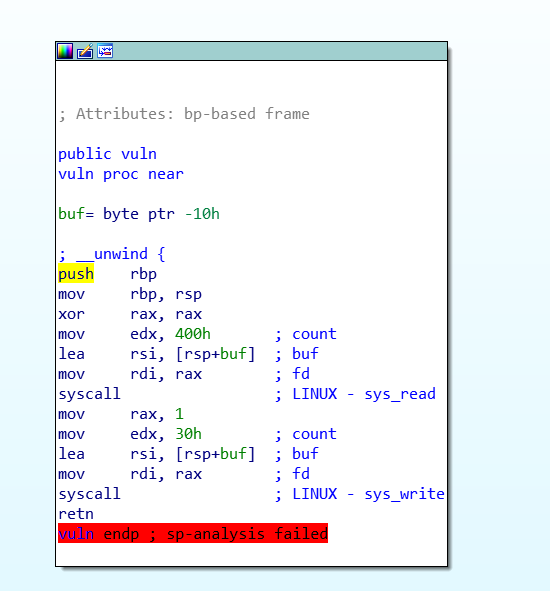 ; Attributes: bp-based frame
public vuln
vuln proc near
buf= byte ptr -10h
; __unwind {
push rbp
mov rbp, rsp
xor rax, rax
mov edx, 400h ; count
lea rsi, [rsp+buf] ; buf
mov rdi, rax ; fd
syscall ; LINUX - sys_read
mov rax, 1
mov edx, 30h ; count
lea rsi, [rsp+buf] ; buf
mov rdi, rax ; fd
syscall ; LINUX - sys_write
retn
vuln endp ; sp-analysis failed